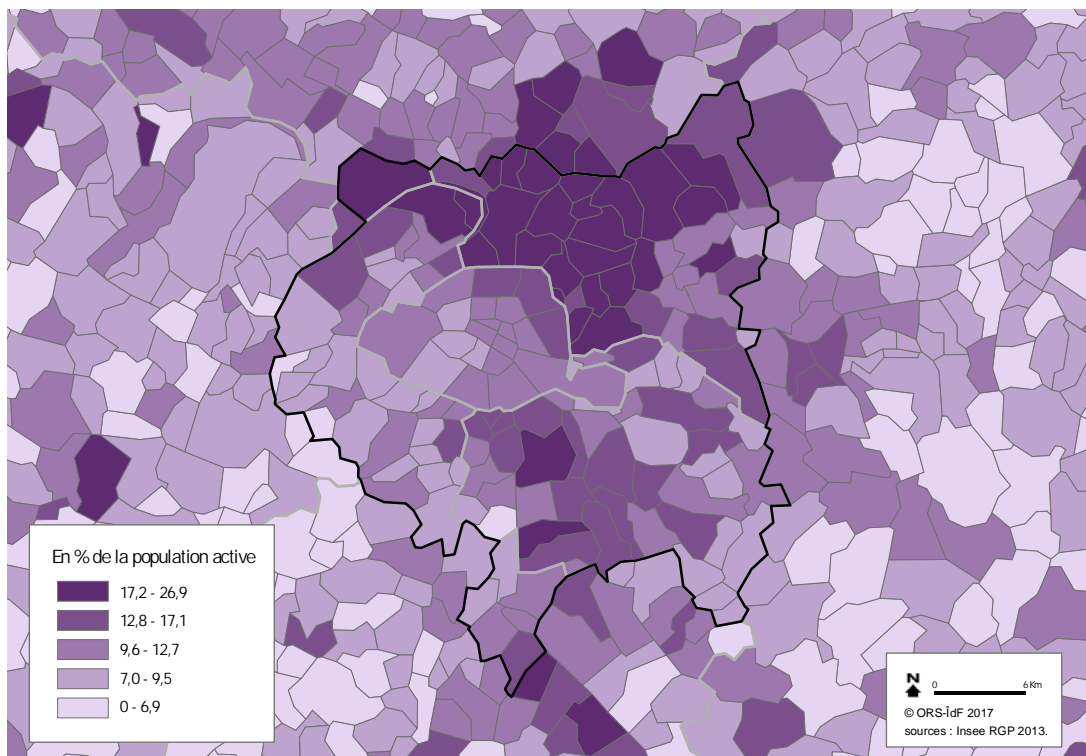 En % de la population active
17,2 - 26,9
12,8 - 17,1
9,6 - 12,7
7,0 - 9,5
0 - 6,9
N
0 6 Km
© ORS-ÎdF 2017
sources : Insee RGP 2013.